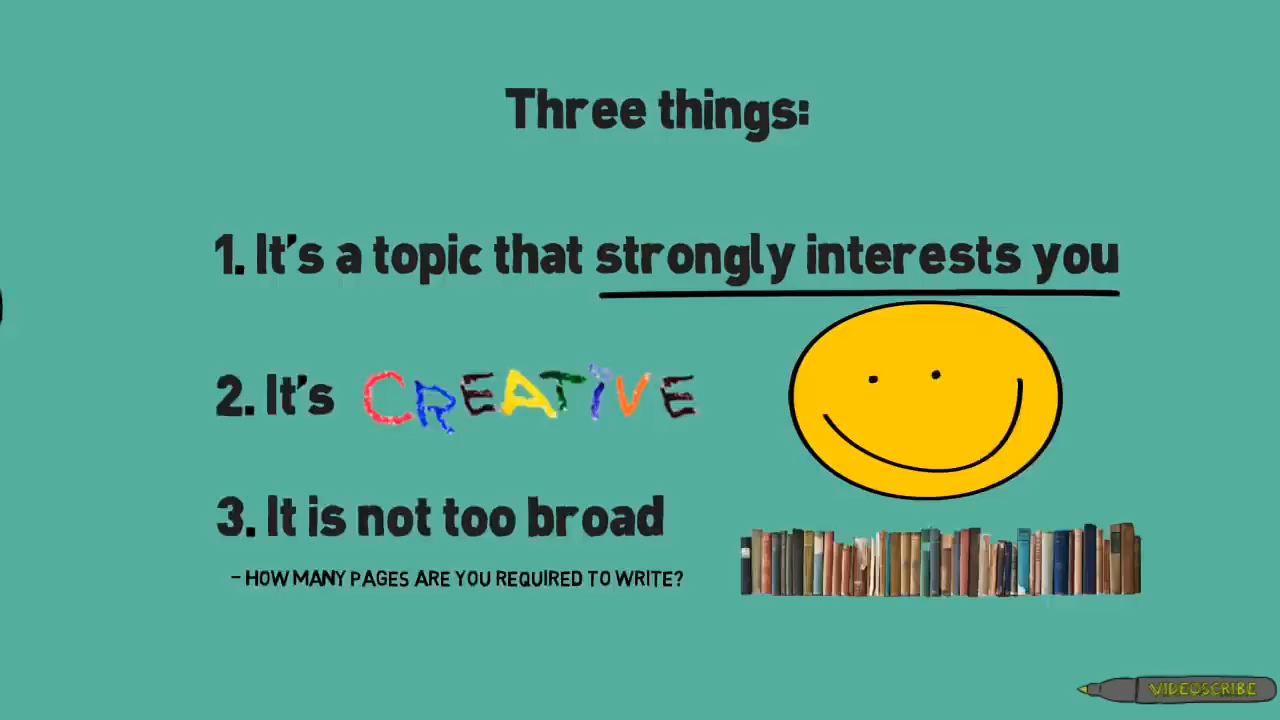 Three things:
1. It's a topic that strongly interests you
2. It's CREATIVE
3. It is not too broad
- HOW MANY PAGES ARE YOU REQUIRED TO WRITE?
VIDEOSCRIBE